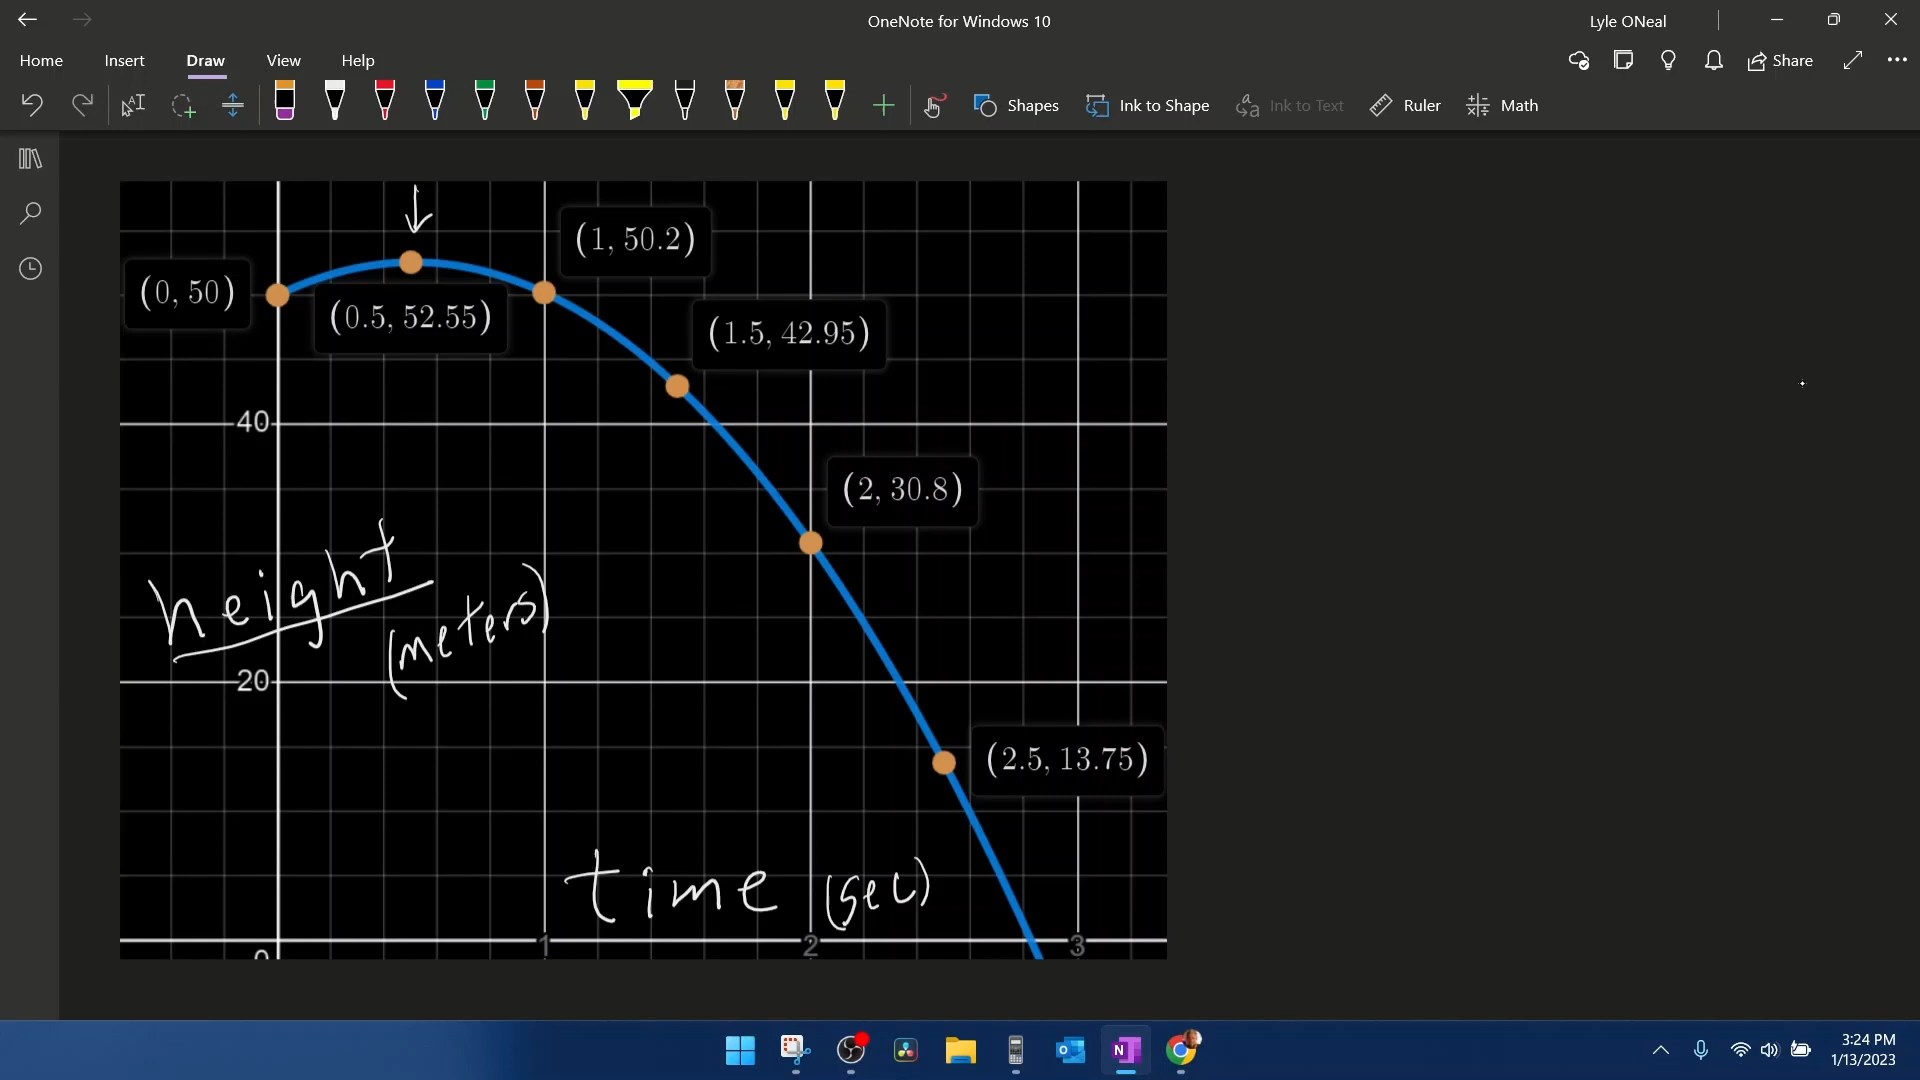 OneNote for Windows 10
Lyle ONeal
Home Insert Draw View Help
Share
Shapes
Ink to Shape
Ink to Text
Ruler
Math
(1, 50.2)
(0, 50)
(0.5, 52.55)
(1.5, 42.95)
40
(2, 30.8)
height
(meters)
20
(2.5, 13.75)
time (sec)
0 1 2 3
3:24 PM
1/13/2023